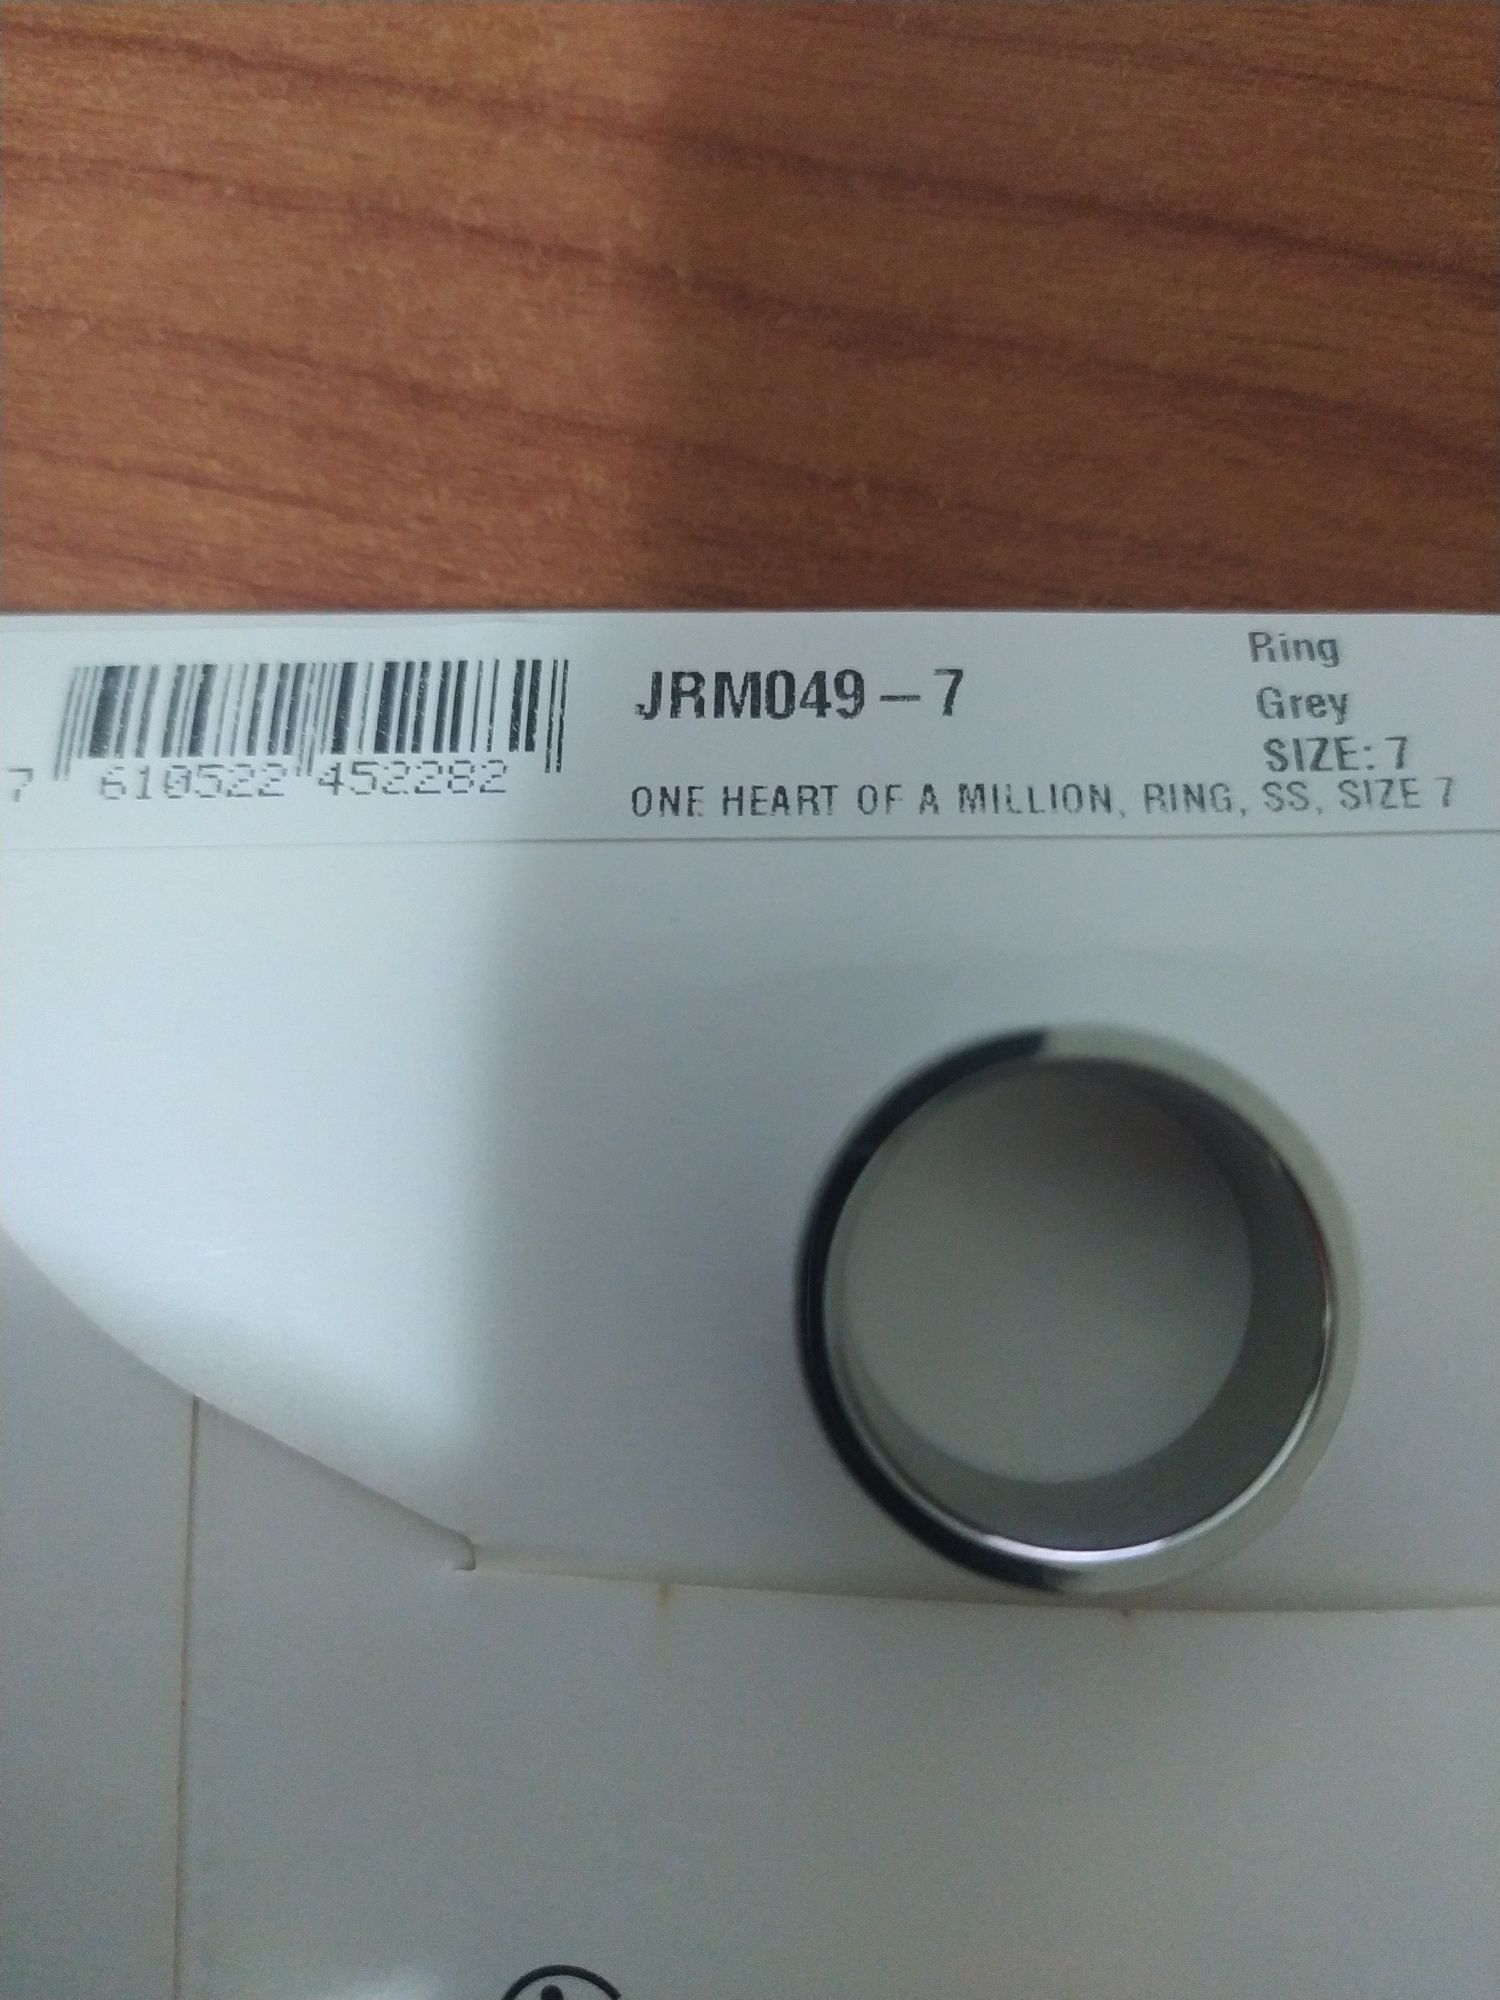 7 610522 452282
JRM049-7
Ring
Grey
SIZE: 7
ONE HEART OF A MILLION, RING, SS, SIZE 7